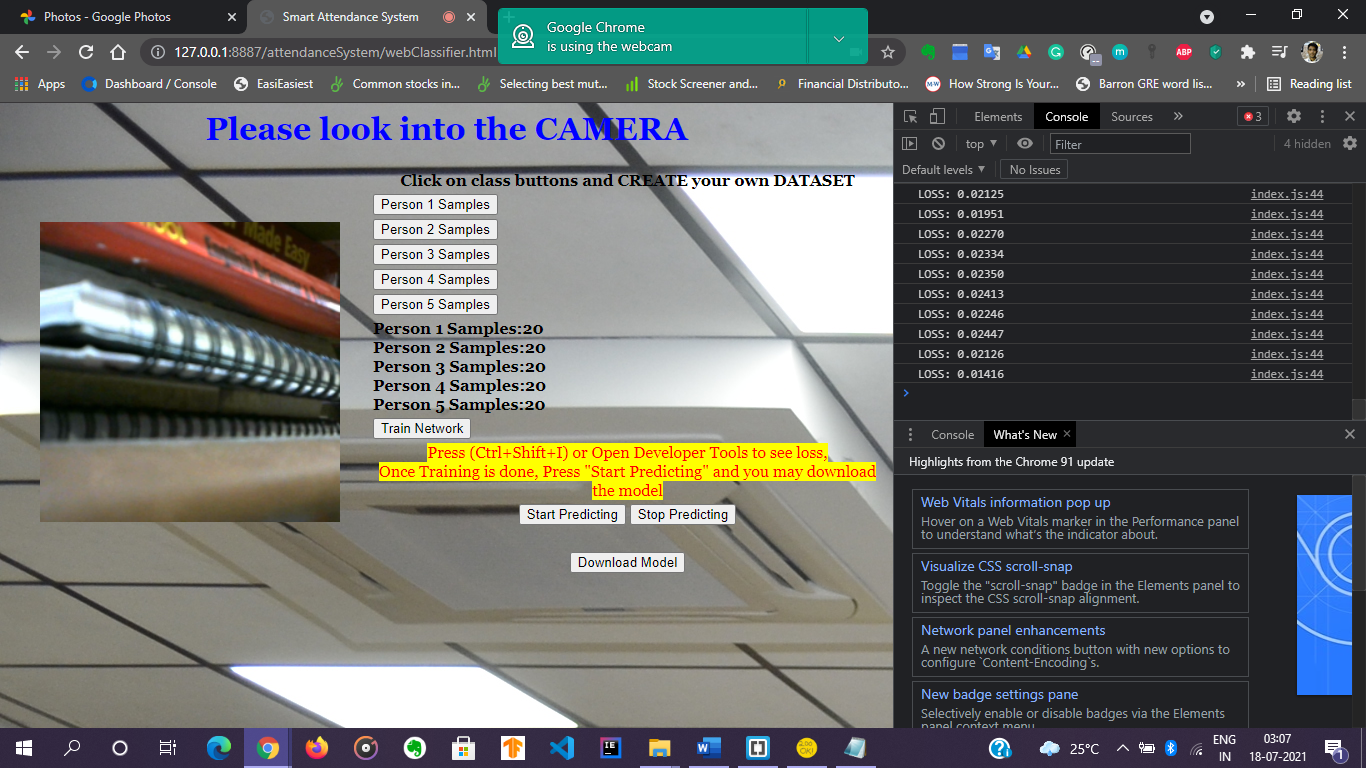 Photos - Google Photos
Smart Attendance System
Google Chrome
is using the webcam
127.0.0.1:8887/attendanceSystem/webClassifier.html
ABP
Apps
Dashboard / Console
EasiEasiest
Common stocks in...
Selecting best mut...
Stock Screener and...
Financial Distributo...
How Strong Is Your...
Barron GRE word lis...
»
Reading list
Please look into the CAMERA
Click on class buttons and CREATE your own DATASET
Person 1 Samples
Person 2 Samples
Person 3 Samples
Person 4 Samples
Person 5 Samples
Made Easy
Person 1 Samples:20
Person 2 Samples:20
Person 3 Samples:20
Person 4 Samples:20
Person 5 Samples:20
Train Network
Press (Ctrl+Shift+I) or Open Developer Tools to see loss,
Once Training is done, Press "Start Predicting" and you may download
the model
Start Predicting
Stop Predicting
Download Model
Elements
Console
Sources
»
3
top
Filter
4 hidden
Default levels
No Issues
LOSS: 0.02125 index.js:44
LOSS: 0.01951 index.js:44
LOSS: 0.02270 index.js:44
LOSS: 0.02334 index.js:44
LOSS: 0.02350 index.js:44
LOSS: 0.02413 index.js:44
LOSS: 0.02246 index.js:44
LOSS: 0.02447 index.js:44
LOSS: 0.02126 index.js:44
LOSS: 0.01416 index.js:44
Console
What's New
Highlights from the Chrome 91 update
Web Vitals information pop up
Hover on a Web Vitals marker in the Performance panel
to understand what's the indicator about.
Visualize CSS scroll-snap
Toggle the "scroll-snap" badge in the Elements panel to
inspect the CSS scroll-snap alignment.
Network panel enhancements
A new network conditions button with new options to
configure `Content-Encoding`s.
New badge settings pane
Selectively enable or disable badges via the Elements
panel context menu.
25°C
ENG
IN
03:07
18-07-2021
1